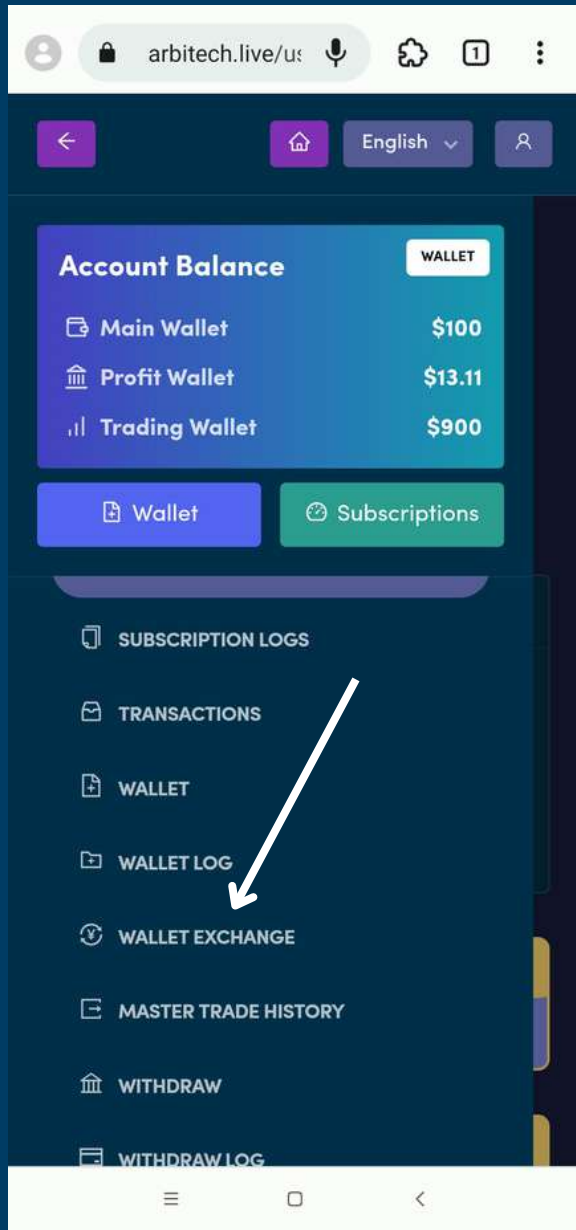 arbitech.live/us
1
English
Account Balance
WALLET
Main Wallet $100
Profit Wallet $13.11
Trading Wallet $900
Wallet
Subscriptions
SUBSCRIPTION LOGS
TRANSACTIONS
WALLET
WALLET LOG
WALLET EXCHANGE
MASTER TRADE HISTORY
WITHDRAW
WITHDRAW LOG